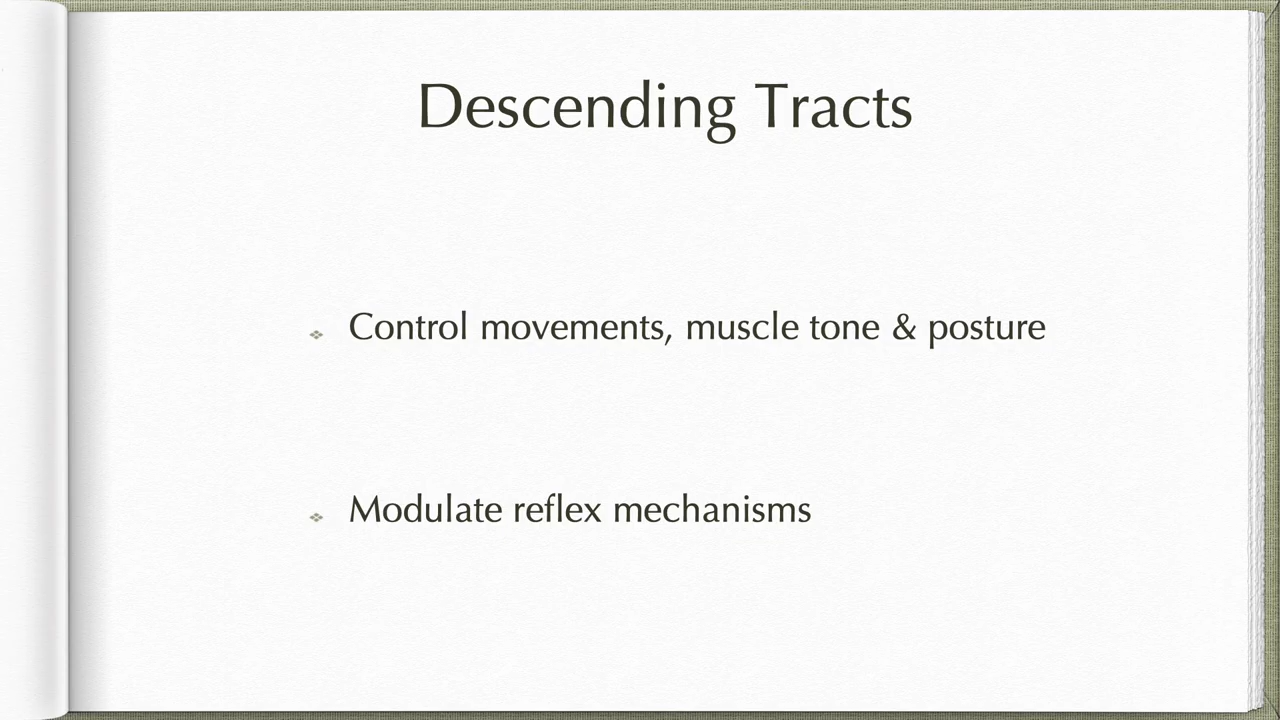 Descending Tracts
Control movements, muscle tone & posture
Modulate reflex mechanisms